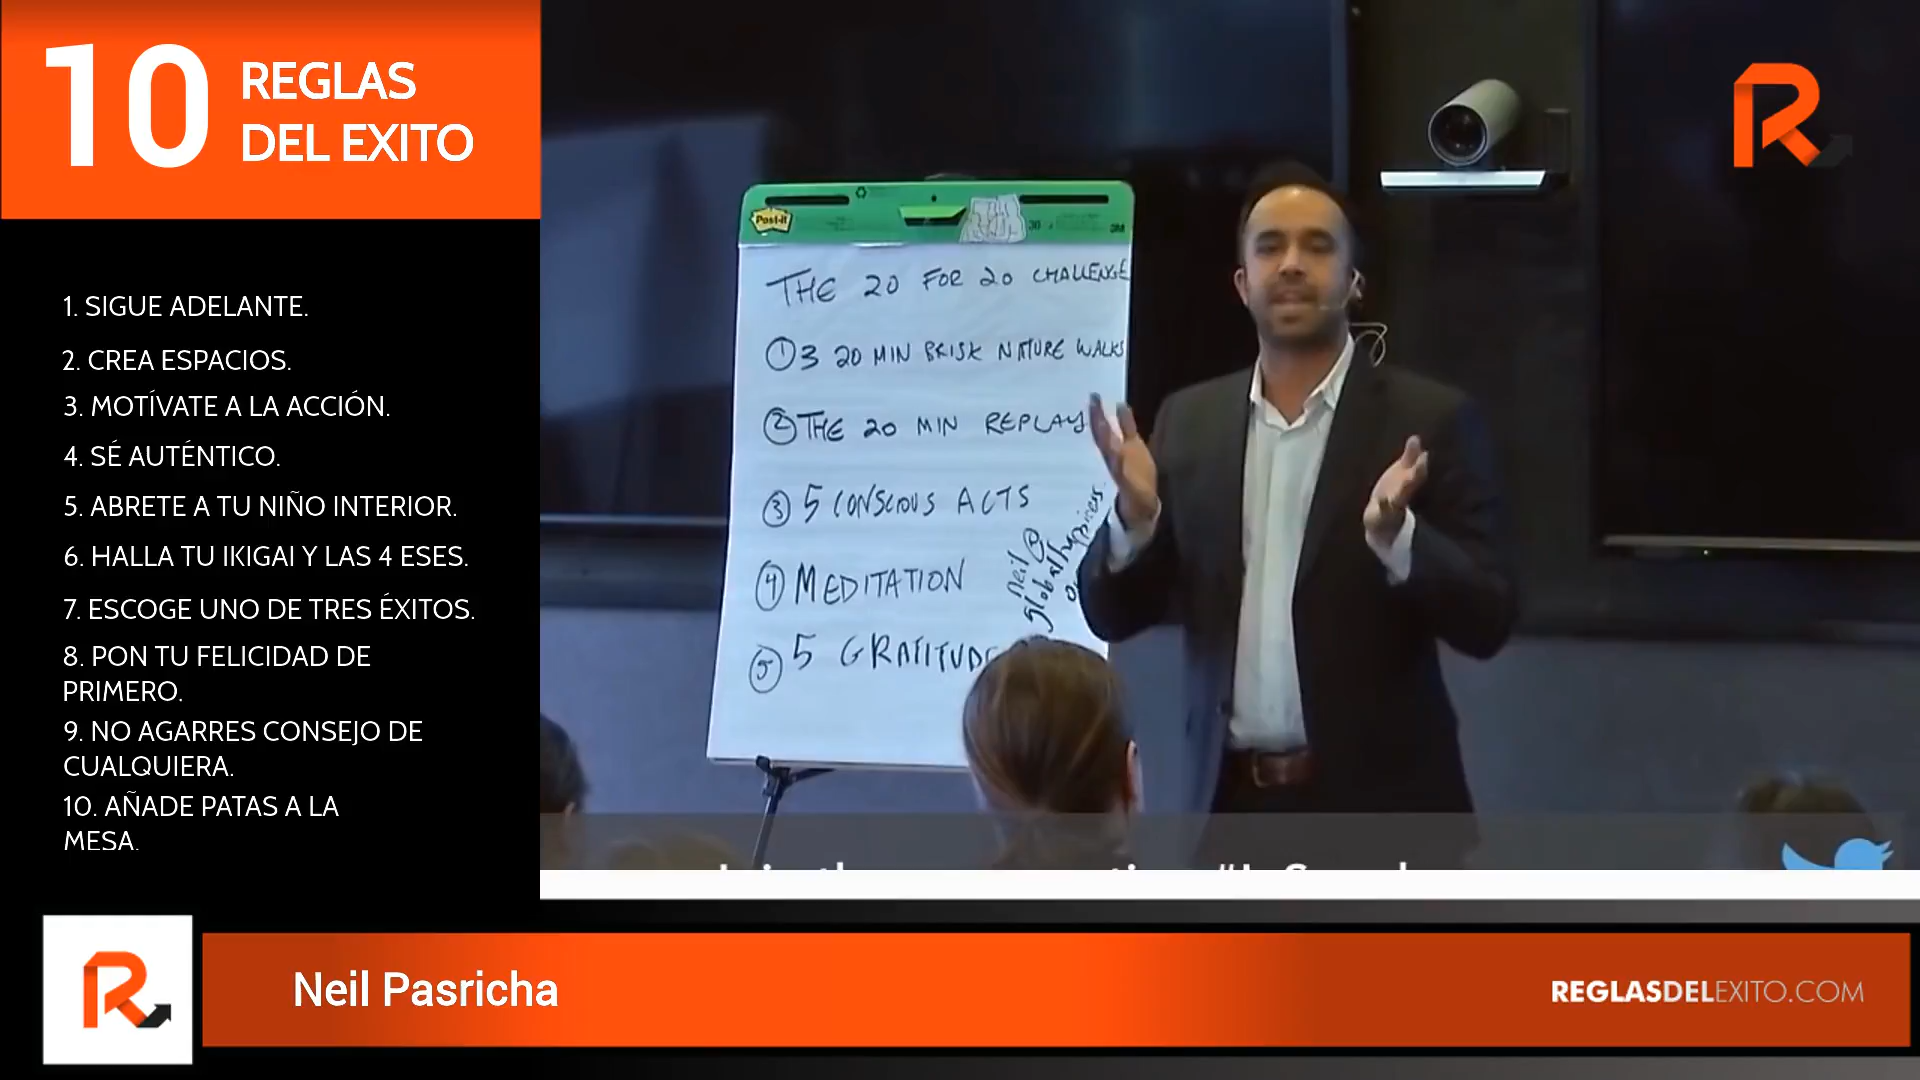 10 REGLAS
DEL EXITO
1. SIGUE ADELANTE.
2. CREA ESPACIOS.
3. MOTÍVATE A LA ACCIÓN.
4. SÉ AUTÉNTICO.
5. ABRETE A TU NIÑO INTERIOR.
6. HALLA TU IKIGAI Y LAS 4 ESES.
7. ESCOGE UNO DE TRES ÉXITOS.
8. PON TU FELICIDAD DE
PRIMERO.
9. NO AGARRES CONSEJO DE
CUALQUIERA.
10. AÑADE PATAS A LA
MESA.
Post-it
3M
THE 20 FOR 20 CHALLENGE
① 3 20 MIN BRISK NATURE WALKS
② THE 20 MIN REPLAY
③ 5 CONSCIOUS ACTS
④ MEDITATION
⑤ 5 GRATITUDE
neil@
globalhappiness.
Neil Pasricha
REGLASDELEXITO.COM